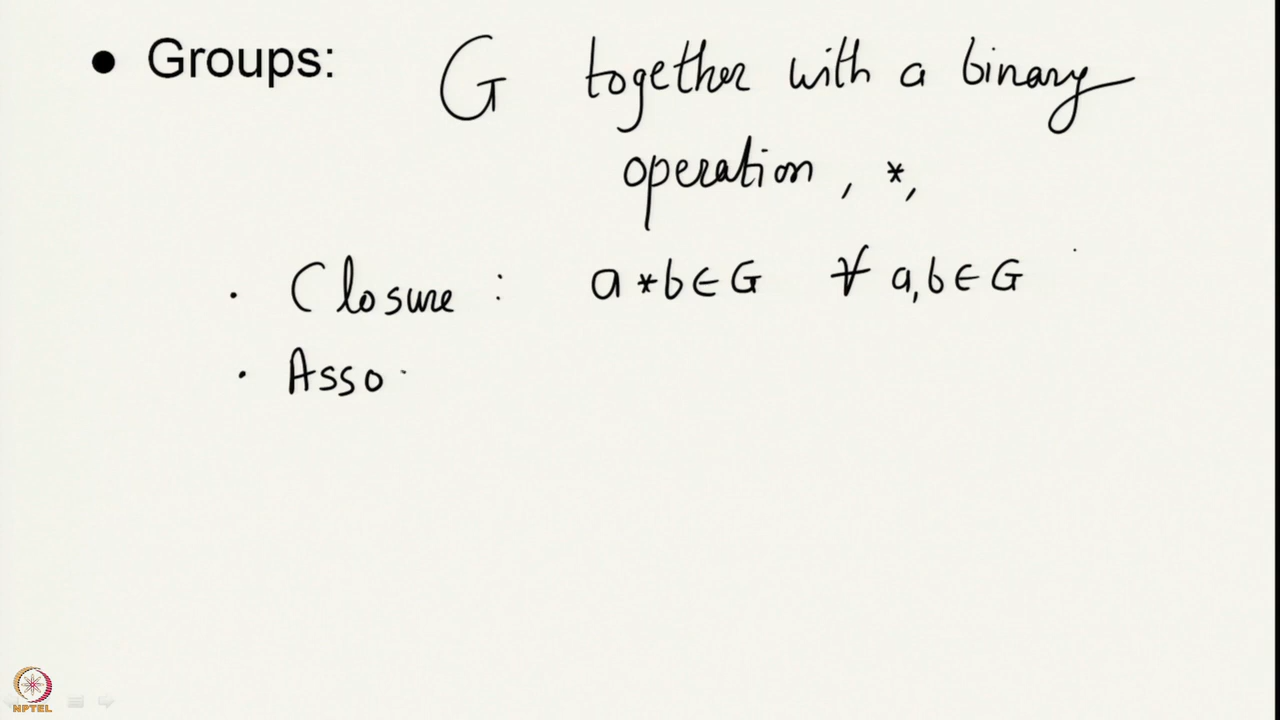 • Groups: G together with a binary
operation, *,
· Closure : a * b ∈ G ∀ a, b ∈ G
· Asso
NPTEL